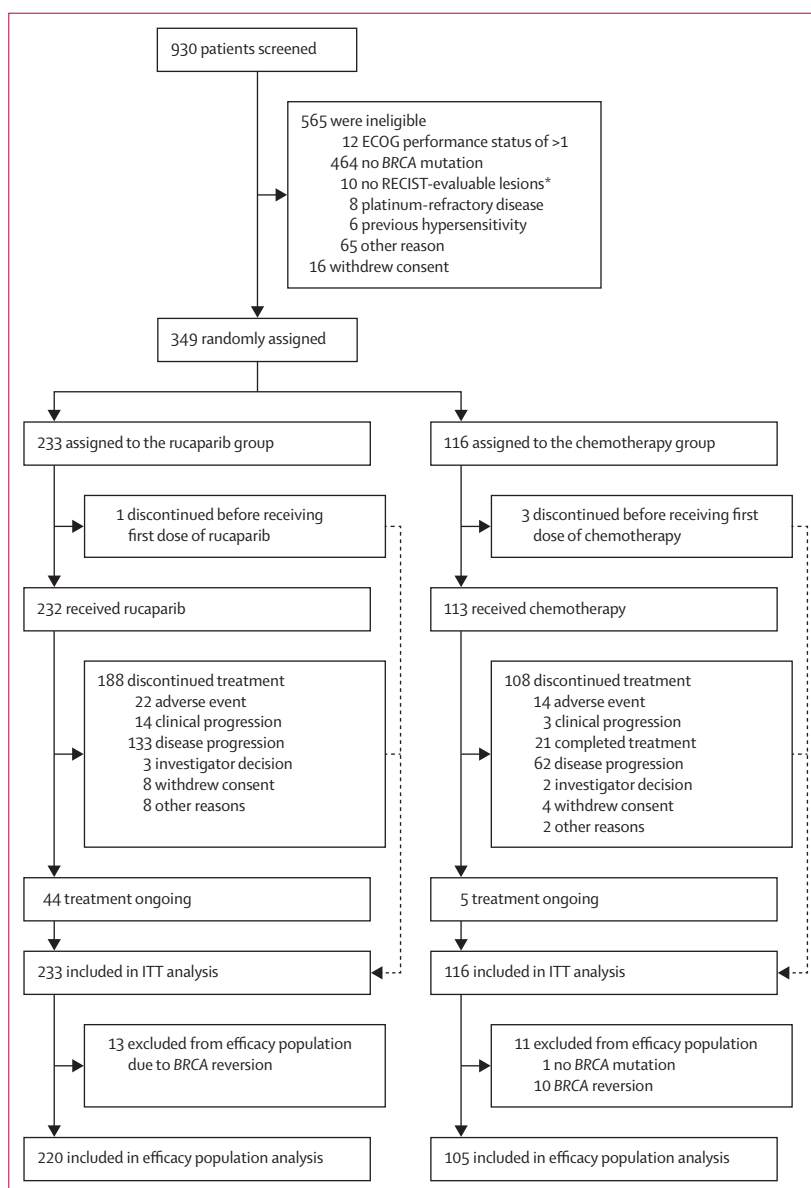 930 patients screened
565 were ineligible
12 ECOG performance status of >1
464 no BRCA mutation
10 no RECIST-evaluable lesions*
8 platinum-refractory disease
6 previous hypersensitivity
65 other reason
16 withdrew consent
349 randomly assigned
233 assigned to the rucaparib group
116 assigned to the chemotherapy group
1 discontinued before receiving
first dose of rucaparib
3 discontinued before receiving first
dose of chemotherapy
232 received rucaparib
113 received chemotherapy
188 discontinued treatment
22 adverse event
14 clinical progression
133 disease progression
3 investigator decision
8 withdrew consent
8 other reasons
108 discontinued treatment
14 adverse event
3 clinical progression
21 completed treatment
62 disease progression
2 investigator decision
4 withdrew consent
2 other reasons
44 treatment ongoing
5 treatment ongoing
233 included in ITT analysis
116 included in ITT analysis
13 excluded from efficacy population
due to BRCA reversion
11 excluded from efficacy population
1 no BRCA mutation
10 BRCA reversion
220 included in efficacy population analysis
105 included in efficacy population analysis